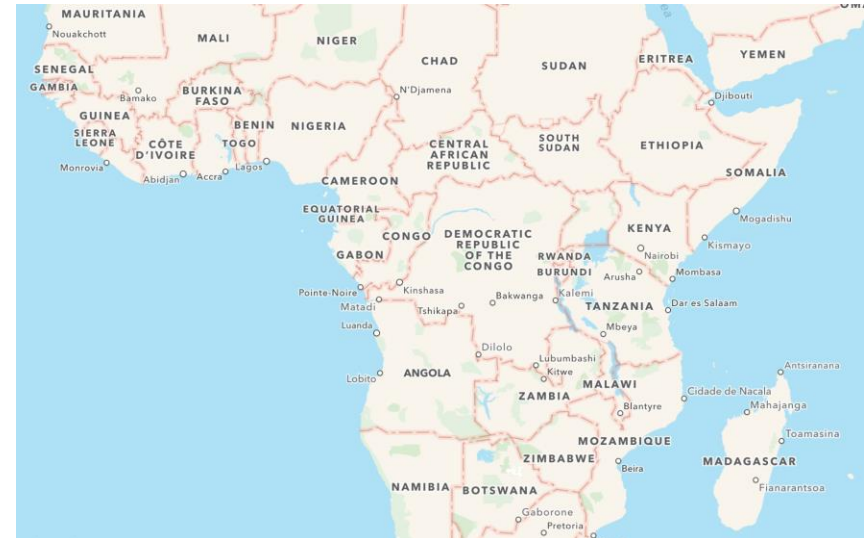 MAURITANIA
Nouakchott
MALI
NIGER
CHAD
SUDAN
ERITREA
YEMEN
SENEGAL
GAMBIA
Bamako
BURKINA
FASO
N'Djamena
Djibouti
GUINEA
SIERRA
LEONE
CÔTE
D'IVOIRE
BENIN
TOGO
NIGERIA
CENTRAL
AFRICAN
REPUBLIC
SOUTH
SUDAN
ETHIOPIA
SOMALIA
Monrovia
Abidjan
Accra
Lagos
CAMEROON
EQUATORIAL
GUINEA
GABON
CONGO
DEMOCRATIC
REPUBLIC
OF THE
CONGO
RWANDA
BURUNDI
KENYA
Nairobi
Mogadishu
Kismayo
Mombasa
Arusha
Pointe-Noire
Kinshasa
Matadi
Tshikapa
Bakwanga
Kalemi
TANZANIA
Dar es Salaam
Mbeya
Luanda
Dilolo
Lubumbashi
Kitwe
Lobito
ANGOLA
ZAMBIA
MALAWI
Blantyre
Cidade de Nacala
Antsiranana
Mahajanga
Toamasina
MOZAMBIQUE
ZIMBABWE
Beira
MADAGASCAR
Fianarantsoa
NAMIBIA
BOTSWANA
Gaborone
Pretoria